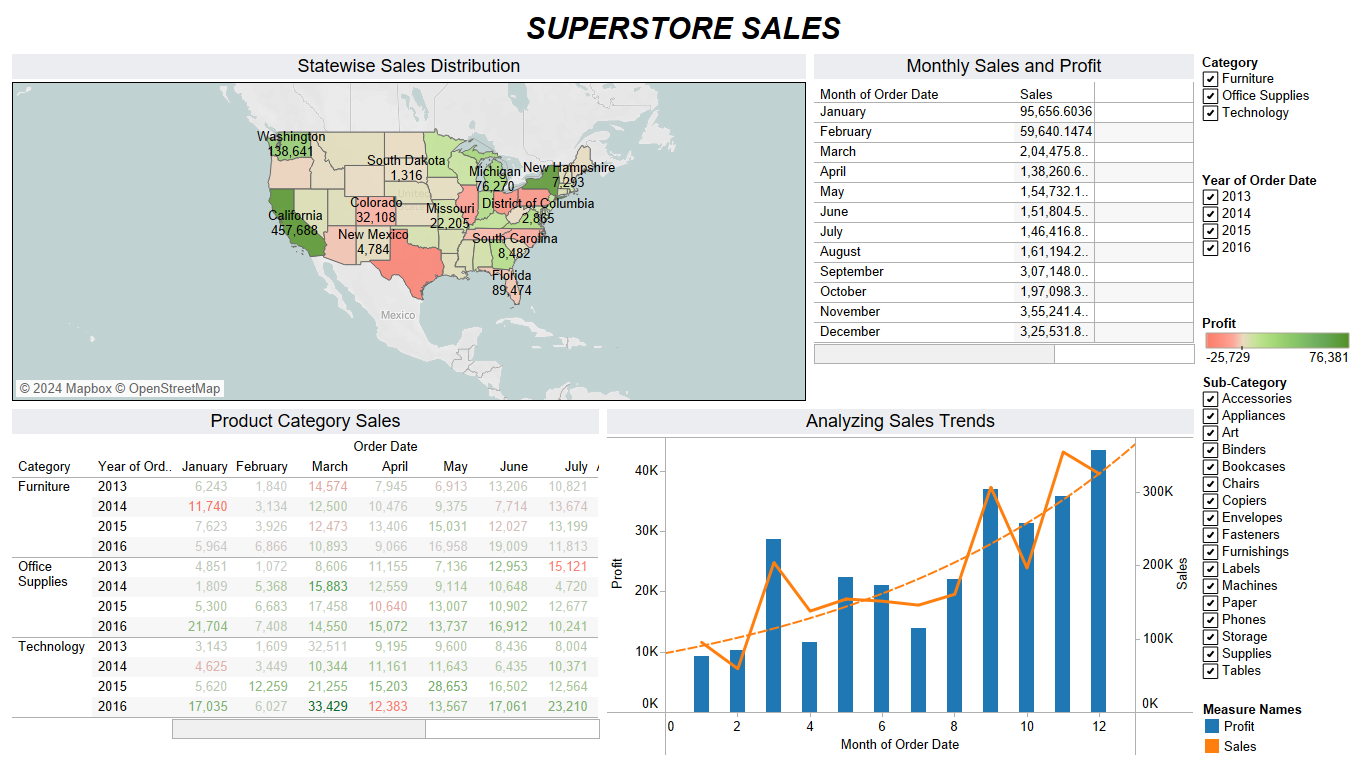 SUPERSTORE SALES
Statewise Sales Distribution
Washington
138,641
South Dakota
1,316
Michigan
76,270
New Hampshire
7,293
Colorado
32,108
Missouri
22,205
District of Columbia
2,865
California
457,688
New Mexico
4,784
South Carolina
8,482
Florida
89,474
United
Mexico
© 2024 Mapbox © OpenStreetMap
Monthly Sales and Profit
Month of Order Date Sales
January 95,656.6036
February 59,640.1474
March 2,04,475.8..
April 1,38,260.6..
May 1,54,732.1..
June 1,51,804.5..
July 1,46,416.8..
August 1,61,194.2..
September 3,07,148.0..
October 1,97,098.3..
November 3,55,241.4..
December 3,25,531.8..
Category
Furniture
Office Supplies
Technology
Year of Order Date
2013
2014
2015
2016
Profit
-25,729 76,381
Sub-Category
Accessories
Appliances
Art
Binders
Bookcases
Chairs
Copiers
Envelopes
Fasteners
Furnishings
Labels
Machines
Paper
Phones
Storage
Supplies
Tables
Measure Names
Profit
Sales
Product Category Sales
Order Date
Category Year of Ord.. January February March April May June July
Furniture 2013 6,243 1,840 14,574 7,945 6,913 13,206 10,821
2014 11,740 3,134 12,500 10,476 9,375 7,714 13,674
2015 7,623 3,926 12,473 13,406 15,031 12,027 13,199
2016 5,964 6,866 10,893 9,066 16,958 19,009 11,813
Office Supplies 2013 4,851 1,072 8,606 11,155 7,136 12,953 15,121
2014 1,809 5,368 15,883 12,559 9,114 10,648 4,720
2015 5,300 6,683 17,458 10,640 13,007 10,902 12,677
2016 21,704 7,408 14,550 15,072 13,737 16,912 10,241
Technology 2013 3,143 1,609 32,511 9,195 9,600 8,436 8,004
2014 4,625 3,449 10,344 11,161 11,643 6,435 10,371
2015 5,620 12,259 21,255 15,203 28,653 16,502 12,564
2016 17,035 6,027 33,429 12,383 13,567 17,061 23,210
Analyzing Sales Trends
40K
30K
20K
10K
0K
Profit
300K
200K
100K
0K
Sales
0 2 4 6 8 10 12
Month of Order Date